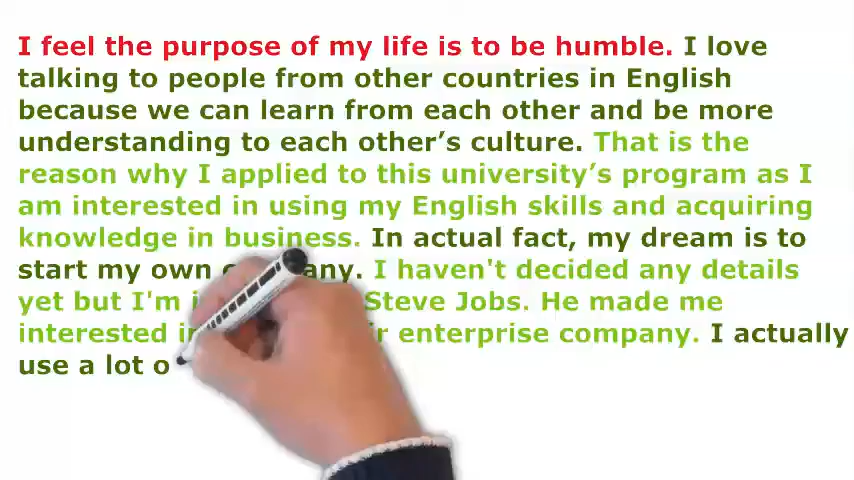 I feel the purpose of my life is to be humble. I love
talking to people from other countries in English
because we can learn from each other and be more
understanding to each other’s culture. That is the
reason why I applied to this university’s program as I
am interested in using my English skills and acquiring
knowledge in business. In actual fact, my dream is to
start my own
I haven't decided any details
yet but I'm Steve Jobs. He made me
interested enterprise company. I actually
use a lot